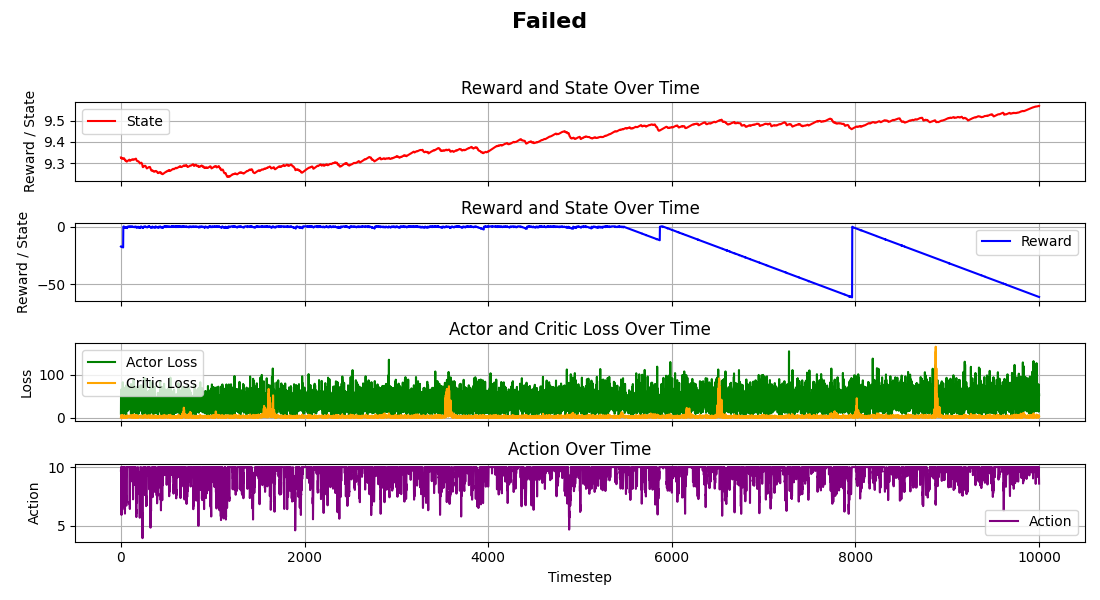 Failed
Reward and State Over Time
Reward / State
9.5
9.4
9.3
State
Reward and State Over Time
Reward / State
0
−50
Reward
Actor and Critic Loss Over Time
Loss
100
0
Actor Loss
Critic Loss
Action Over Time
Action
10
5
Action
0 2000 4000 6000 8000 10000
Timestep